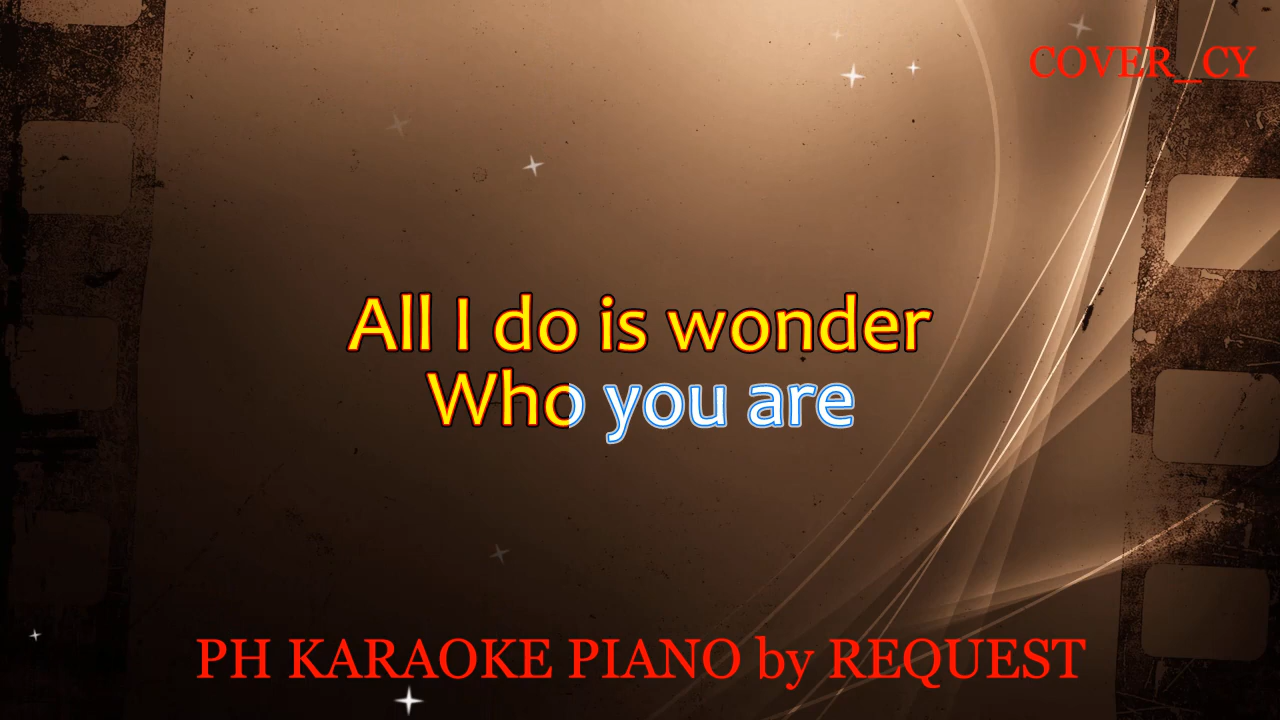 COVER_CY
All I do is wonder
Who you are
PH KARAOKE PIANO by REQUEST